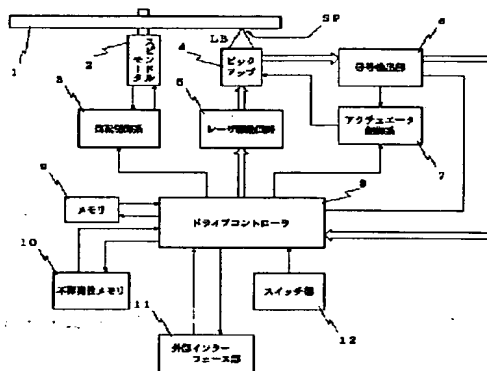 SP
LB
6
1
2
スピンドル
モータ
4
ピック
アップ
信号検出部
3
5
回転制御系
レーザ駆動回路
アクチュエータ
制御系
7
9
8
メモリ
ドライブコントローラ
10
不揮発性メモリ
11
スイッチ部
12
外部インター
フェース部